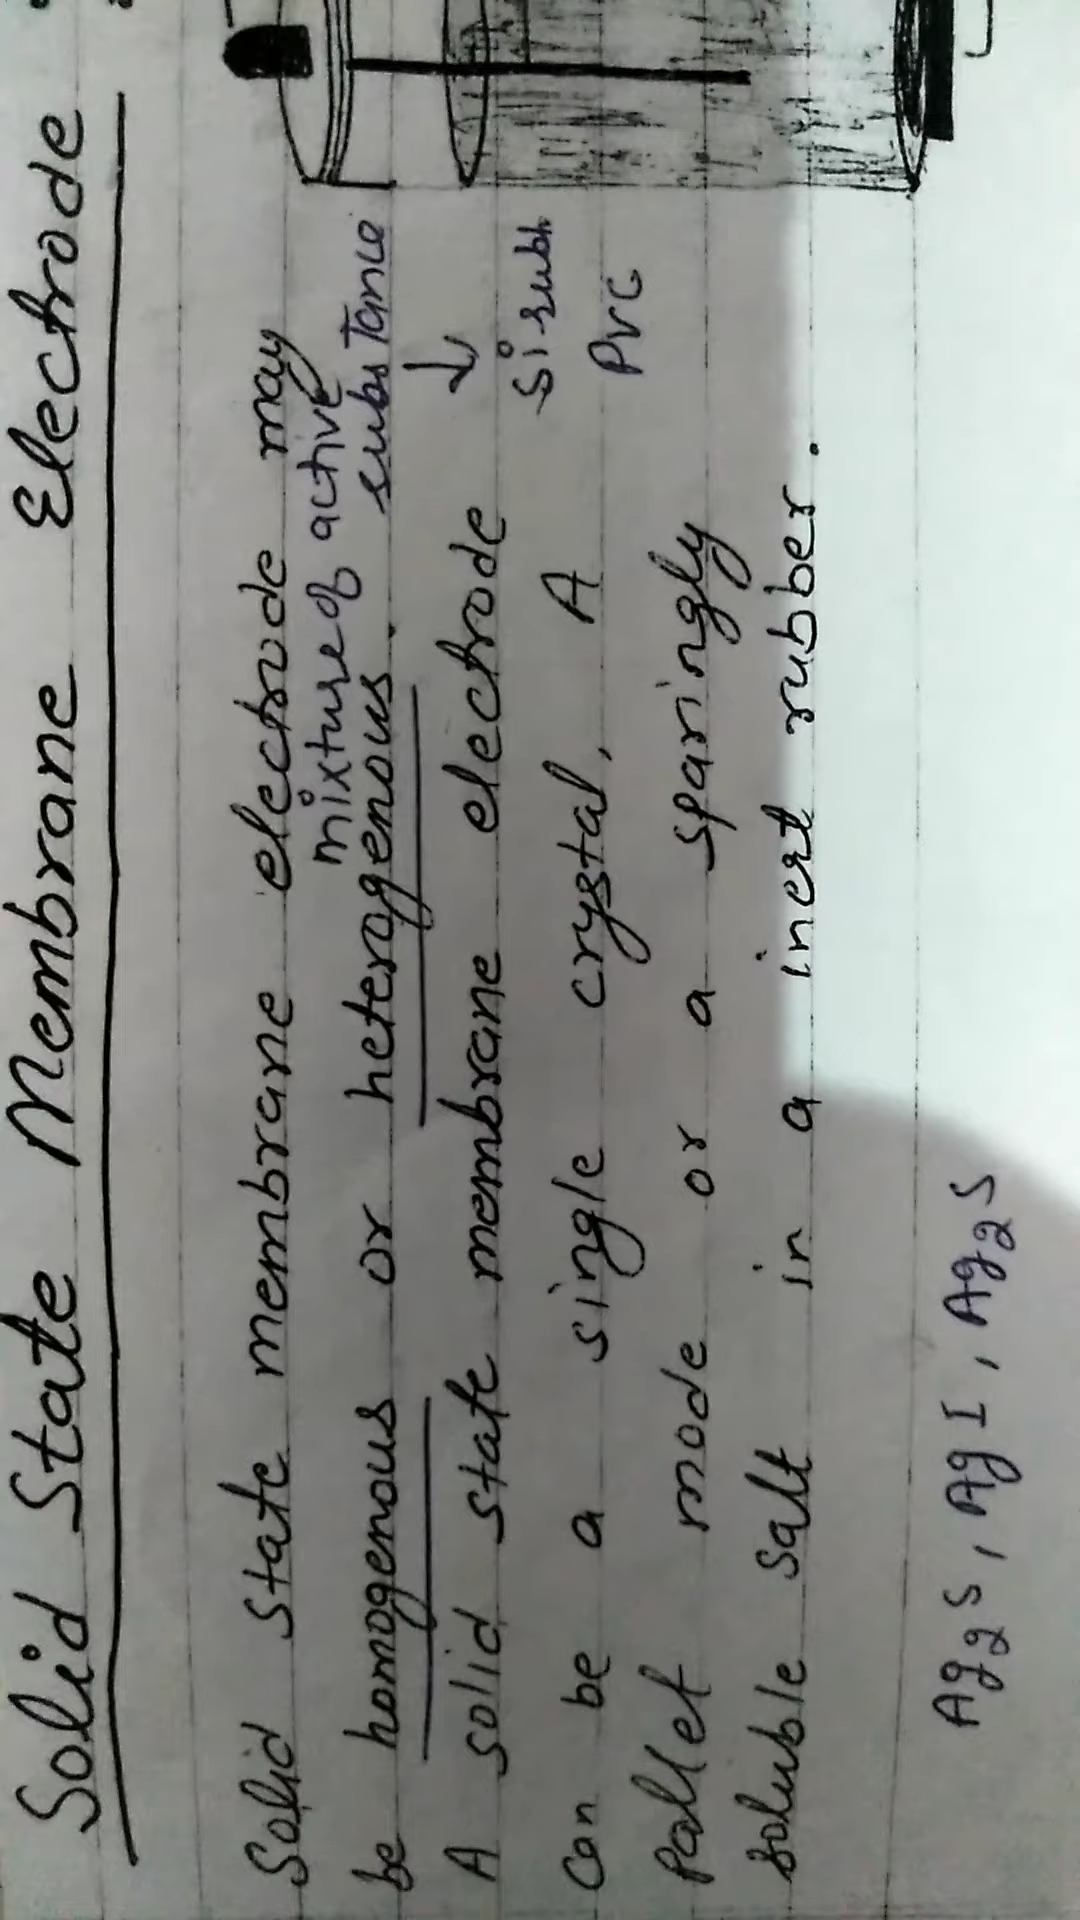 Solid State Membrane Electrode
Solid state membrane electrode may
mixture of active
be homogenous or heterogenous. substance
A solid state membrane electrode ↓
Can be a single crystal, A Si rubb.
Pallet mode or a sparingly PVC
soluble salt in a inert rubber.
Ag2S, AgI, Ag2S